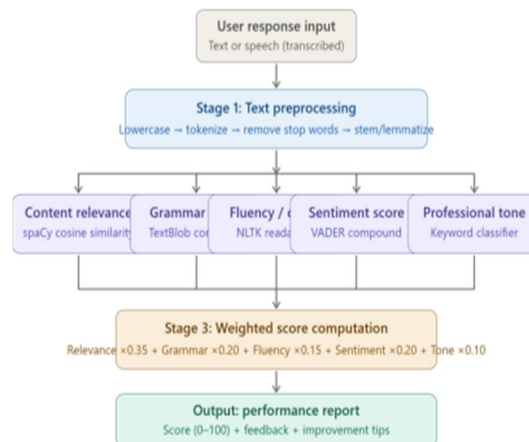 User response input
Text or speech (transcribed)
Stage 1: Text preprocessing
Lowercase → tokenize → remove stop words → stem/lemmatize
Content relevance
spaCy cosine similarity
Grammar
TextBlob
Fluency /
NLTK
Sentiment score
VADER compound
Professional tone
Keyword classifier
Stage 3: Weighted score computation
Relevance ×0.35 + Grammar ×0.20 + Fluency ×0.15 + Sentiment ×0.20 + Tone ×0.10
Output: performance report
Score (0–100) + feedback + improvement tips